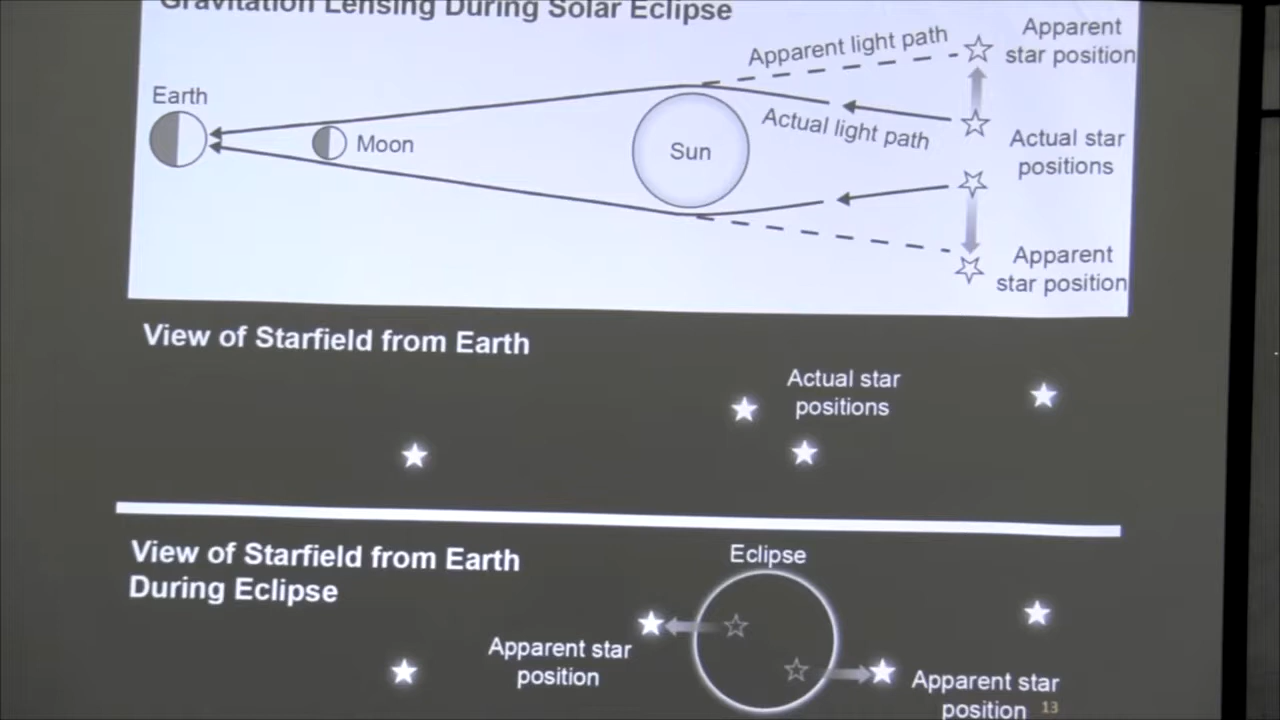 Gravitation Lensing During Solar Eclipse
Apparent light path
Apparent
star position
Earth
Moon
Sun
Actual light path
Actual star
positions
Apparent
star position
View of Starfield from Earth
Actual star
positions
View of Starfield from Earth
During Eclipse
Eclipse
Apparent star
position
Apparent star
position
13